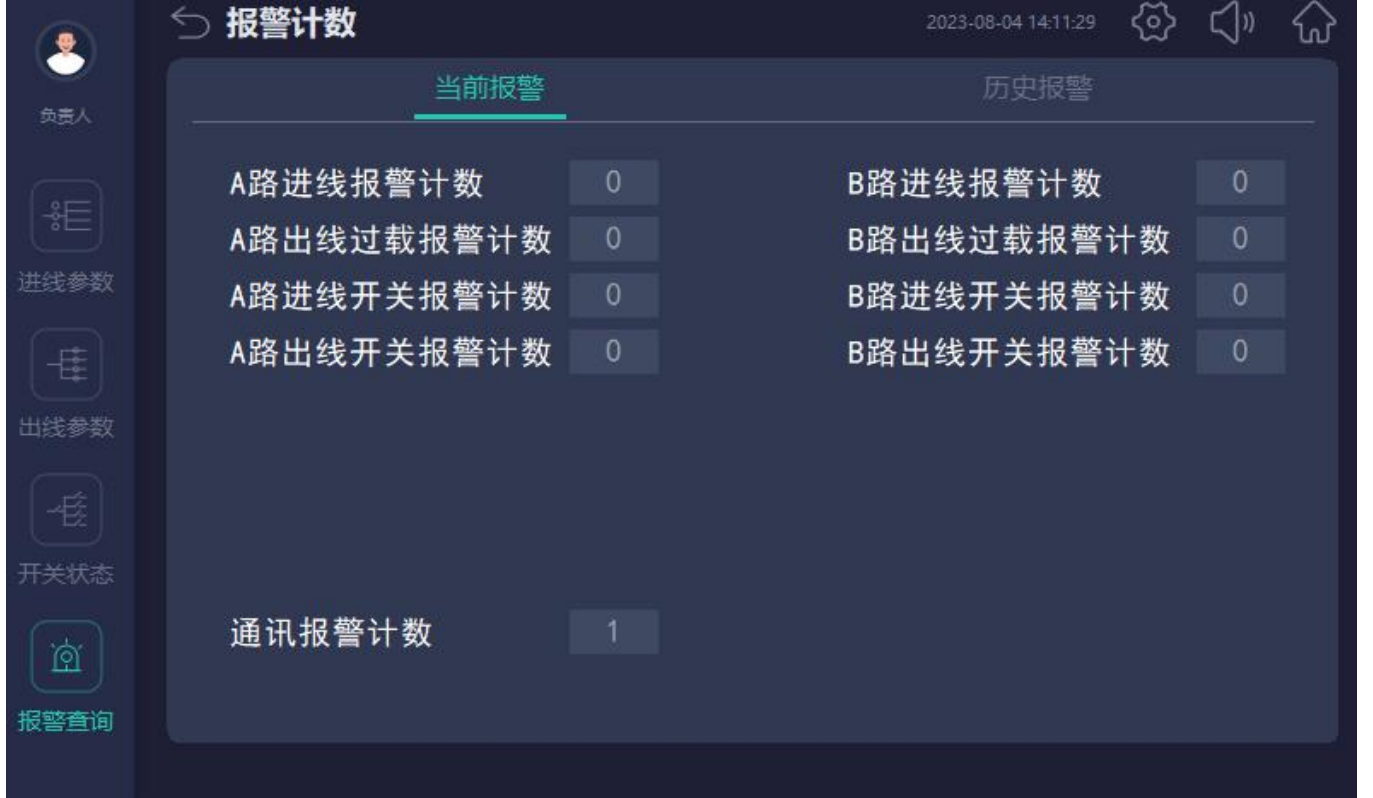 报警计数
2023-08-04 14:11:29
负责人
进线参数
出线参数
开关状态
报警查询
当前报警
历史报警
A路进线报警计数 0
B路进线报警计数 0
A路出线过载报警计数 0
B路出线过载报警计数 0
A路进线开关报警计数 0
B路进线开关报警计数 0
A路出线开关报警计数 0
B路出线开关报警计数 0
通讯报警计数 1